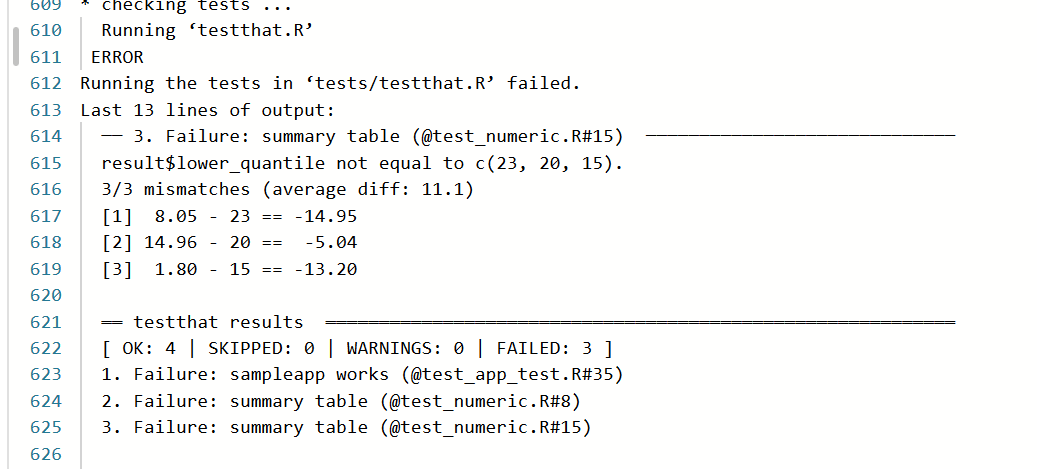 609 * checking tests ...
610 Running ‘testthat.R’
611 ERROR
612 Running the tests in ‘tests/testthat.R’ failed.
613 Last 13 lines of output:
614 ── 3. Failure: summary table (@test_numeric.R#15) ─────────────────────────────
615 result$lower_quantile not equal to c(23, 20, 15).
616 3/3 mismatches (average diff: 11.1)
617 [1]  8.05 - 23 == -14.95
618 [2] 14.96 - 20 ==  -5.04
619 [3]  1.80 - 15 == -13.20
620
621 ══ testthat results ═══════════════════════════════════════════════════════════
622 [ OK: 4 | SKIPPED: 0 | WARNINGS: 0 | FAILED: 3 ]
623 1. Failure: sampleapp works (@test_app_test.R#35)
624 2. Failure: summary table (@test_numeric.R#8)
625 3. Failure: summary table (@test_numeric.R#15)
626